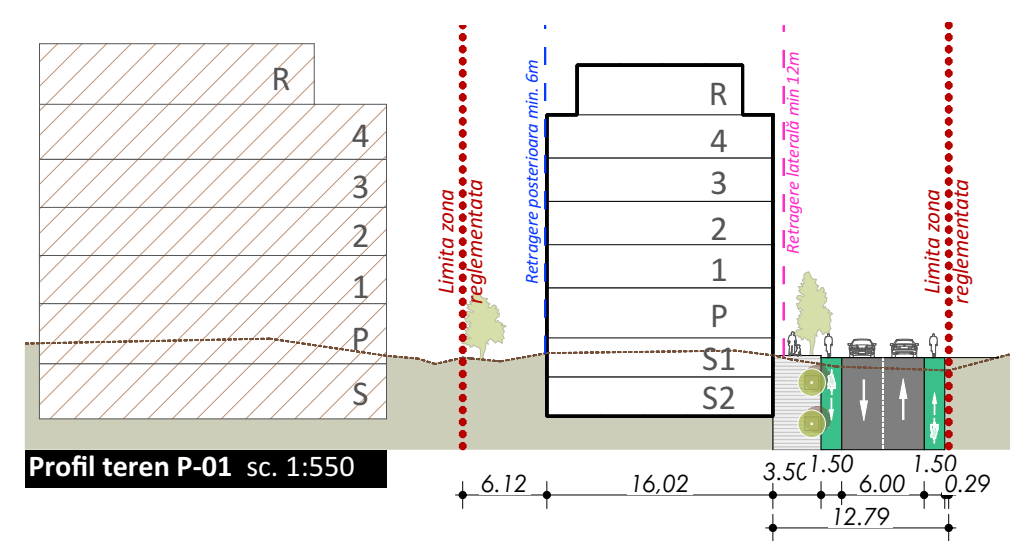 R
4
3
2
1
P
S
Limita zona
reglementata
Retragere posterioara min. 6m
R
4
3
2
1
P
S1
S2
Retragere laterală min 12m
Limita zona
reglementata
Profil teren P-01 sc. 1:550
6.12
16,02
3.50
1.50
6.00
1.50
0.29
12.79